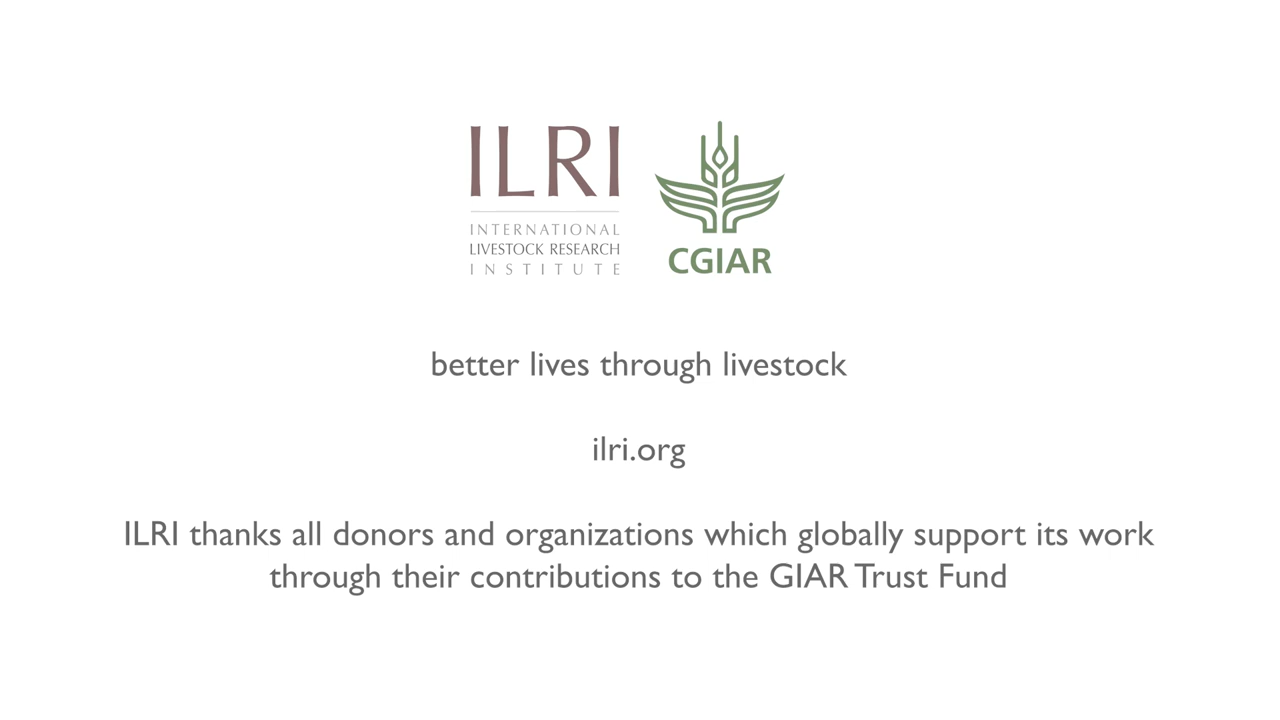 ILRI
INTERNATIONAL
LIVESTOCK RESEARCH
INSTITUTE
CGIAR
better lives through livestock
ilri.org
ILRI thanks all donors and organizations which globally support its work
through their contributions to the GIAR Trust Fund